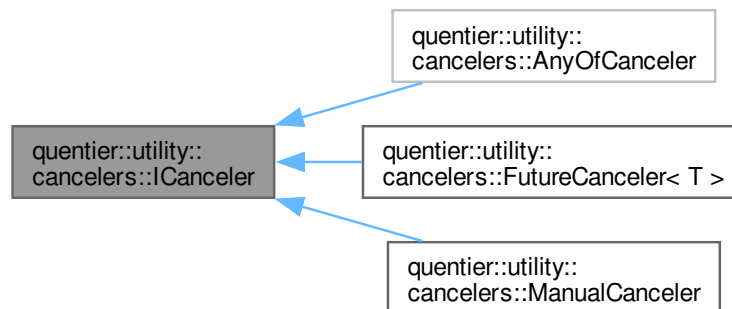 quentier::utility::
cancelers::AnyOfCanceler
quentier::utility::
cancelers::ICanceler
quentier::utility::
cancelers::FutureCanceler< T >
quentier::utility::
cancelers::ManualCanceler